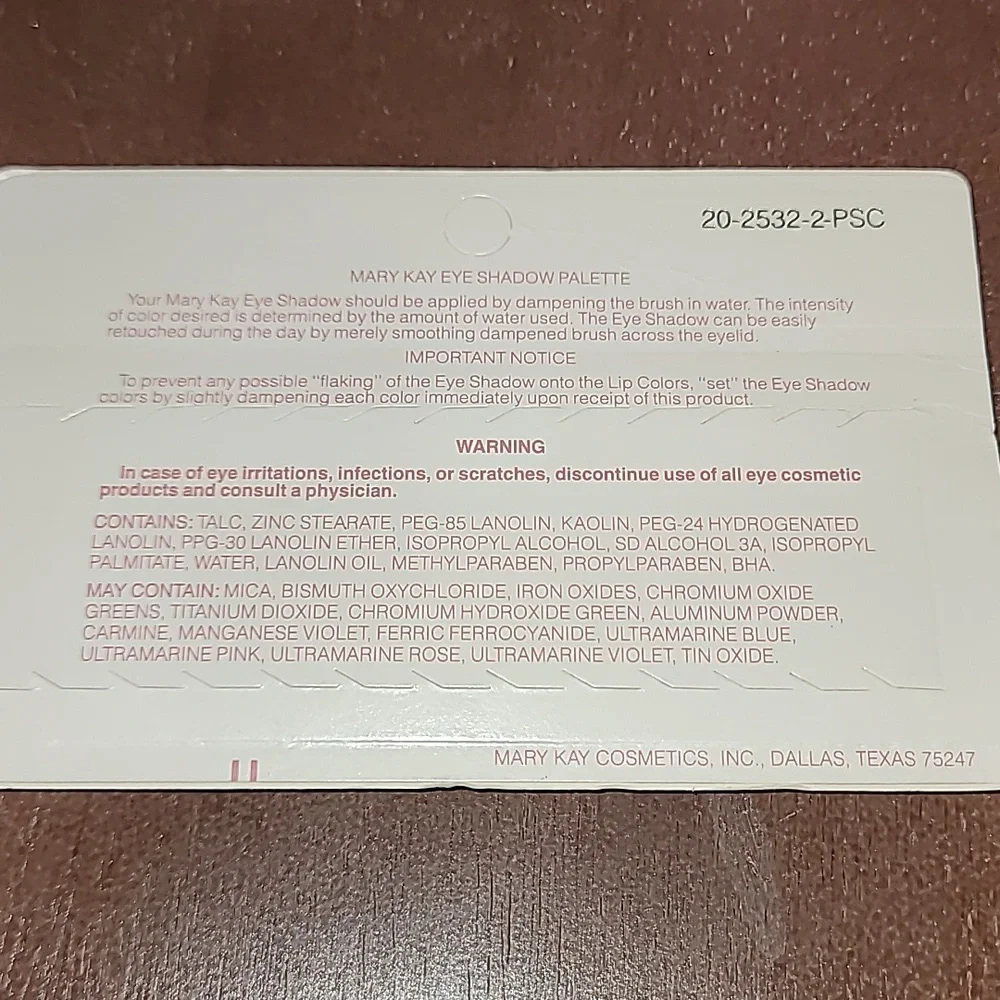 20-2532-2-PSC
MARY KAY EYE SHADOW PALETTE
Your Mary Kay Eye Shadow should be applied by dampening the brush in water. The intensity
of color desired is determined by the amount of water used. The Eye Shadow can be easily
retouched during the day by merely smoothing dampened brush across the eyelid.
IMPORTANT NOTICE
To prevent any possible "flaking" of the Eye Shadow onto the Lip Colors, "set" the Eye Shadow
colors by slightly dampening each color immediately upon receipt of this product.
WARNING
In case of eye irritations, infections, or scratches, discontinue use of all eye cosmetic
products and consult a physician.
CONTAINS: TALC, ZINC STEARATE, PEG-85 LANOLIN, KAOLIN, PEG-24 HYDROGENATED
LANOLIN, PPG-30 LANOLIN ETHER, ISOPROPYL ALCOHOL, SD ALCOHOL 3A, ISOPROPYL
PALMITATE, WATER, LANOLIN OIL, METHYLPARABEN, PROPYLPARABEN, BHA.
MAY CONTAIN: MICA, BISMUTH OXYCHLORIDE, IRON OXIDES, CHROMIUM OXIDE
GREENS, TITANIUM DIOXIDE, CHROMIUM HYDROXIDE GREEN, ALUMINUM POWDER,
CARMINE, MANGANESE VIOLET, FERRIC FERROCYANIDE, ULTRAMARINE BLUE,
ULTRAMARINE PINK, ULTRAMARINE ROSE, ULTRAMARINE VIOLET, TIN OXIDE.
MARY KAY COSMETICS, INC., DALLAS, TEXAS 75247